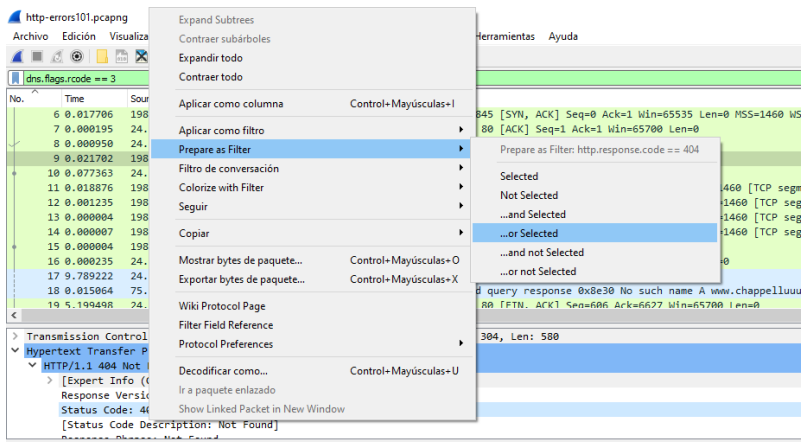 http-errors101.pcapng
Archivo Edición Visualiza Herramientas Ayuda
dns.flags.rcode == 3
No. Time Sour
6 0.017706 198 845 [SYN, ACK] Seq=0 Ack=1 Win=65535 Len=0 MSS=1460 WS
7 0.000195 24. 80 [ACK] Seq=1 Ack=1 Win=65700 Len=0
8 0.000950 24.
9 0.021702 198
10 0.077363 24.
11 0.018876 198 1460 [TCP segm
12 0.001235 198 =1460 [TCP seg
13 0.000004 198 =1460 [TCP seg
14 0.000007 198 =1460 [TCP seg
15 0.000004 198
16 0.000235 24. =0
17 9.789222 24.
18 0.015064 75. d query response 0x8e30 No such name A www.chappelluuu
19 5.199498 24. 80 [FIN, ACK] Seq=606 Ack=6627 Win=65700 Len=0
Expand Subtrees
Contraer subárboles
Expandir todo
Contraer todo
Aplicar como columna Control+Mayúsculas+I
Aplicar como filtro
Prepare as Filter
Filtro de conversación
Colorize with Filter
Seguir
Copiar
Mostrar bytes de paquete... Control+Mayúsculas+O
Exportar bytes de paquete... Control+Mayúsculas+X
Wiki Protocol Page
Filter Field Reference
Protocol Preferences
Decodificar como... Control+Mayúsculas+U
Ir a paquete enlazado
Show Linked Packet in New Window
Prepare as Filter: http.response.code == 404
Selected
Not Selected
...and Selected
...or Selected
...and not Selected
...or not Selected
Transmission Control 304, Len: 580
Hypertext Transfer P
HTTP/1.1 404 Not
[Expert Info (
Response Versio
Status Code: 40
[Status Code Description: Not Found]
Response Phrase: Not Found